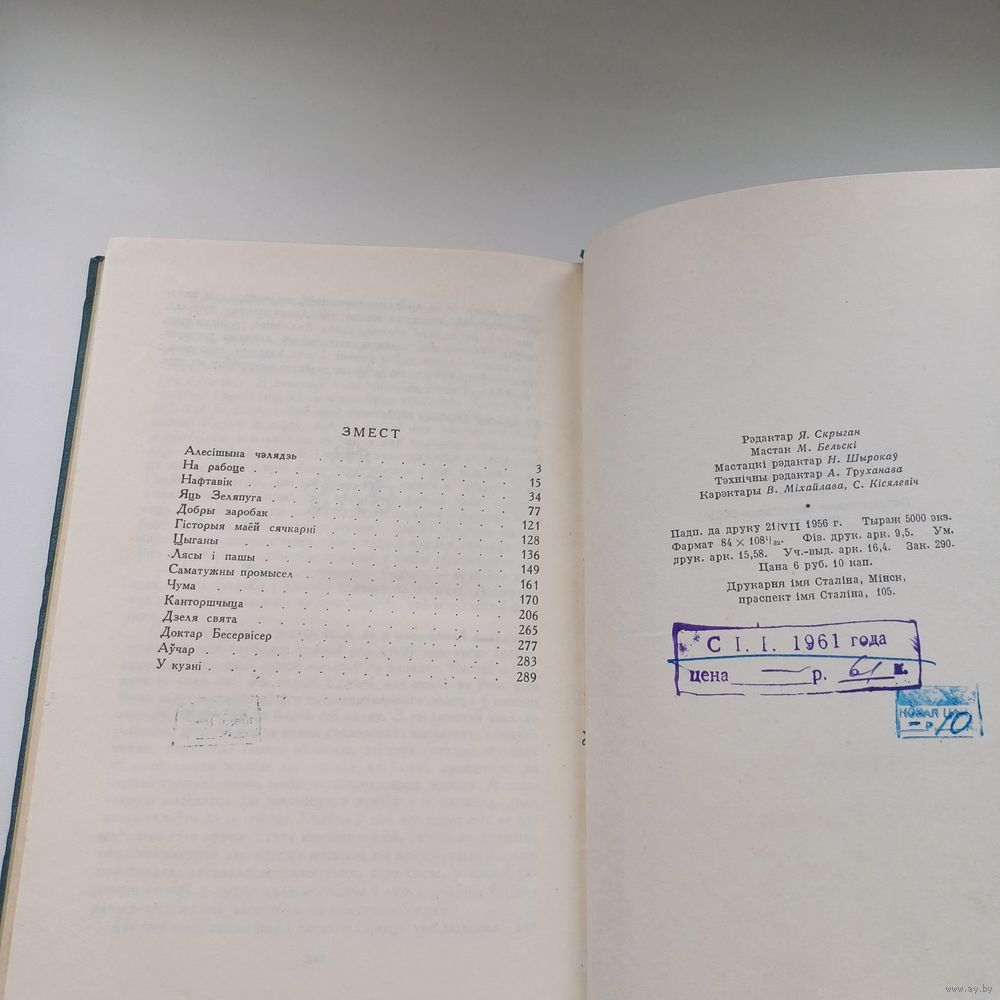 ЗМЕСТ
Алесішына чэлядзь . . . . . . 3
На рабоце . . . . . . 15
Нафтавік . . . . . . 34
Яць Зеляпуга . . . . . . 77
Добры заробак . . . . . . 121
Гісторыя маёй сячкарні . . . . . . 128
Цыганы . . . . . . 136
Лясы і пашы . . . . . . 149
Саматужны промысел . . . . . . 161
Чума . . . . . . 170
Канторшчыца . . . . . . 206
Дзеля свята . . . . . . 265
Доктар Бесервісер . . . . . . 277
Аўчар . . . . . . 283
У кузні . . . . . . 289
Рэдактар Я. Скрыган
Мастак М. Бельскі
Мастацкі рэдактар Н. Шырокаў
Тэхнічны рэдактар А. Труханава
Карэктары В. Міхайлава, С. Кісялевіч
Падп. да друку 21/VII 1956 г. Тыраж 5000 экз.
Фармат 84 × 108 1/32. Фіз. друк. арк. 9,5. Ум.
друк. арк. 15,58. Уч.-выд. арк. 16,4. Зак. 290.
Цана 6 руб. 10 кап.
Друкарня імя Сталіна, Мінск,
праспект імя Сталіна, 105.
С I. I. 1961 года
цена р. 61 к.
НОВАЯ ЦЕНА
— Р. 10
www.ay.by